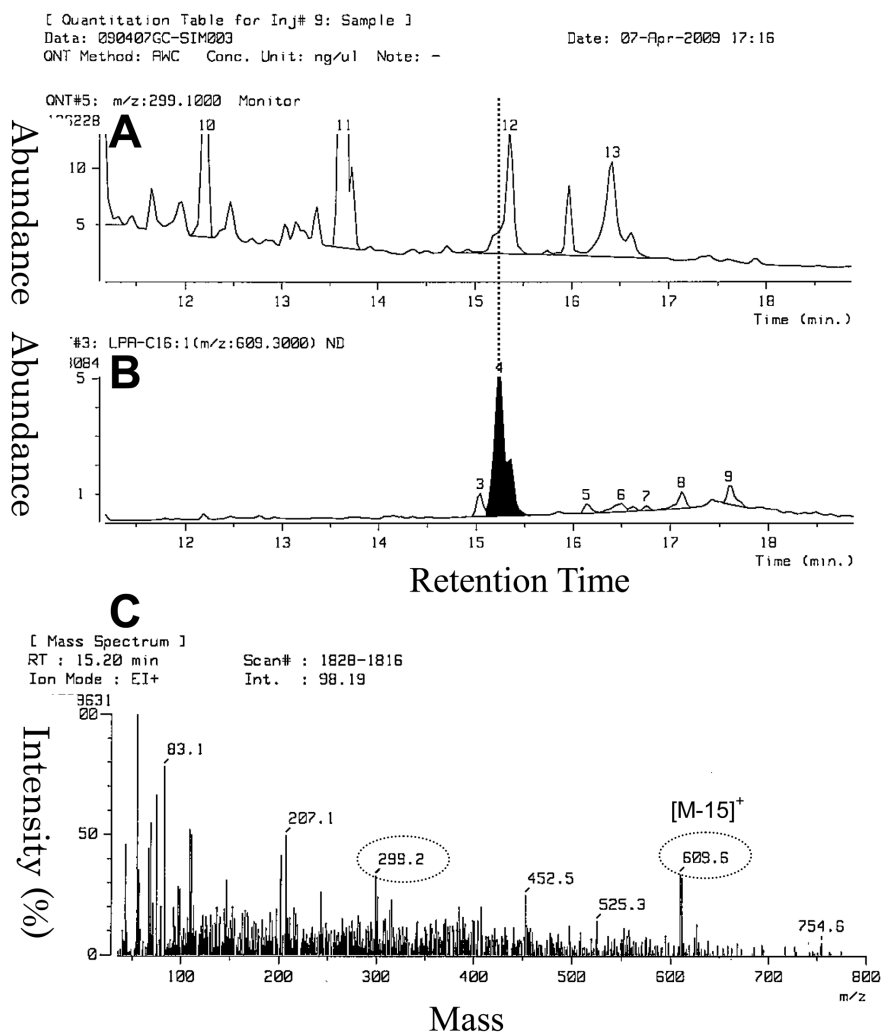 [ Quantitation Table for Inj# 9: Sample ]
Data: 090407GC-SIM003 Date: 07-Apr-2009 17:16
QNT Method: AWC Conc. Unit: ng/ul Note: -
QNT#5: m/z:299.1000 Monitor
A
10 11 12 13
10
5
Abundance
12 13 14 15 16 17 18
Time (min.)
#3: LPA-C16:1(m/z:609.3000) ND
B
5
4
3 5 6 7 8 9
1
Abundance
12 13 14 15 16 17 18
Time (min.)
Retention Time
C
[ Mass Spectrum ]
RT : 15.20 min Scan# : 1828-1816
Ion Mode : EI+ Int. : 98.19
9631
00
83.1
[M-15]+
50
207.1
299.2
609.6
452.5
525.3
754.6
0
Intensity (%)
100 200 300 400 500 600 700 800
m/z
Mass